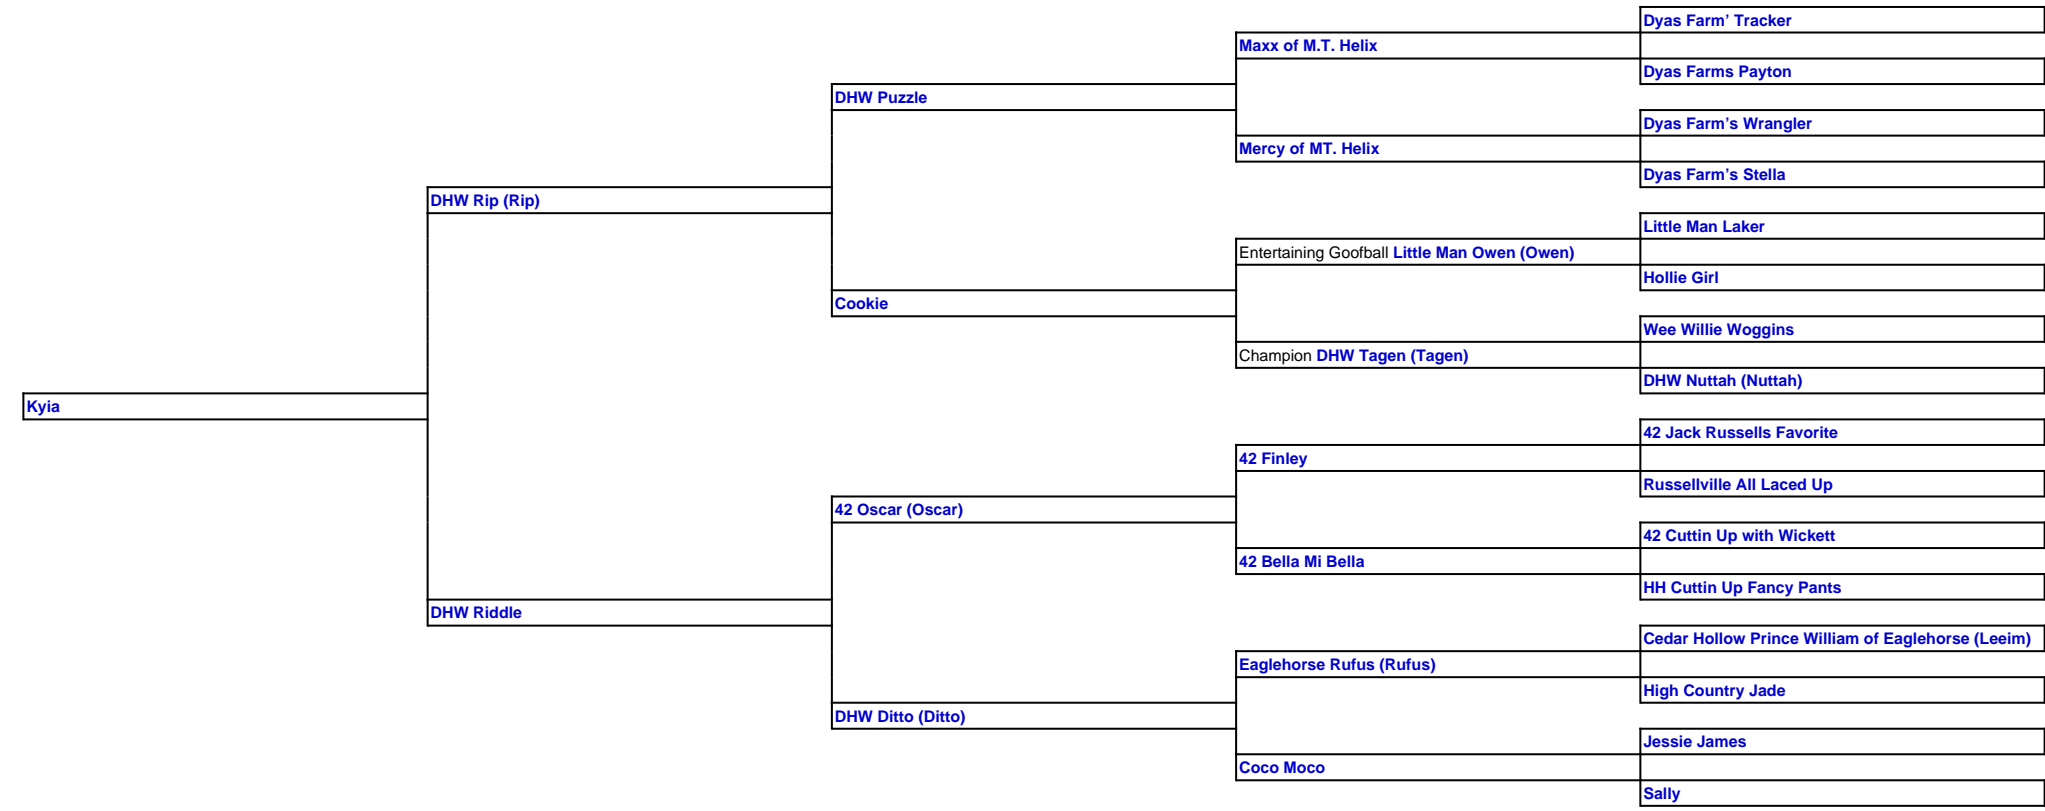 Dyas Farm’ Tracker
Maxx of M.T. Helix
Dyas Farms Payton
DHW Puzzle
Dyas Farm’s Wrangler
Mercy of MT. Helix
Dyas Farm’s Stella
DHW Rip (Rip)
Little Man Laker
Entertaining Goofball Little Man Owen (Owen)
Hollie Girl
Cookie
Wee Willie Woggins
Champion DHW Tagen (Tagen)
DHW Nuttah (Nuttah)
Kyia
42 Jack Russells Favorite
42 Finley
Russellville All Laced Up
42 Oscar (Oscar)
42 Cuttin Up with Wickett
42 Bella Mi Bella
HH Cuttin Up Fancy Pants
DHW Riddle
Cedar Hollow Prince William of Eaglehorse (Leeim)
Eaglehorse Rufus (Rufus)
High Country Jade
DHW Ditto (Ditto)
Jessie James
Coco Moco
Sally